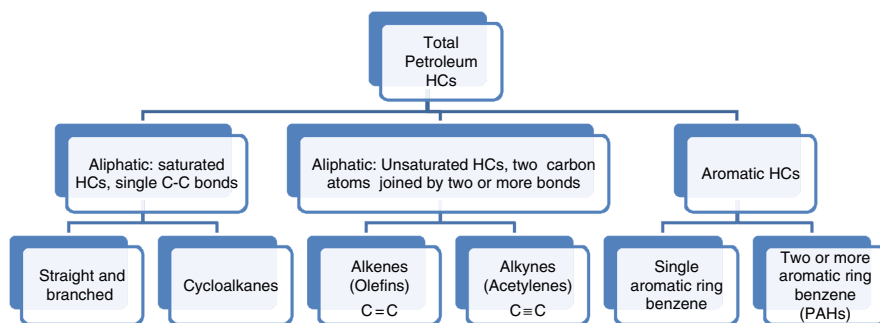 Total
Petroleum
HCs
Aliphatic: saturated
HCs, single C-C bonds
Aliphatic: Unsaturated HCs, two carbon
atoms joined by two or more bonds
Aromatic HCs
Straight and
branched
Cycloalkanes
Alkenes
(Olefins)
C=C
Alkynes
(Acetylenes)
C≡C
Single
aromatic ring
benzene
Two or more
aromatic ring
benzene
(PAHs)